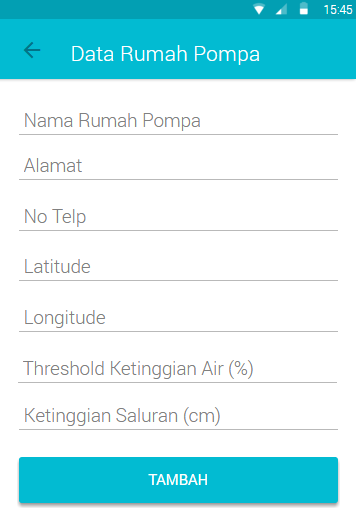 15:45
Data Rumah Pompa
Nama Rumah Pompa
Alamat
No Telp
Latitude
Longitude
Threshold Ketinggian Air (%)
Ketinggian Saluran (cm)
TAMBAH